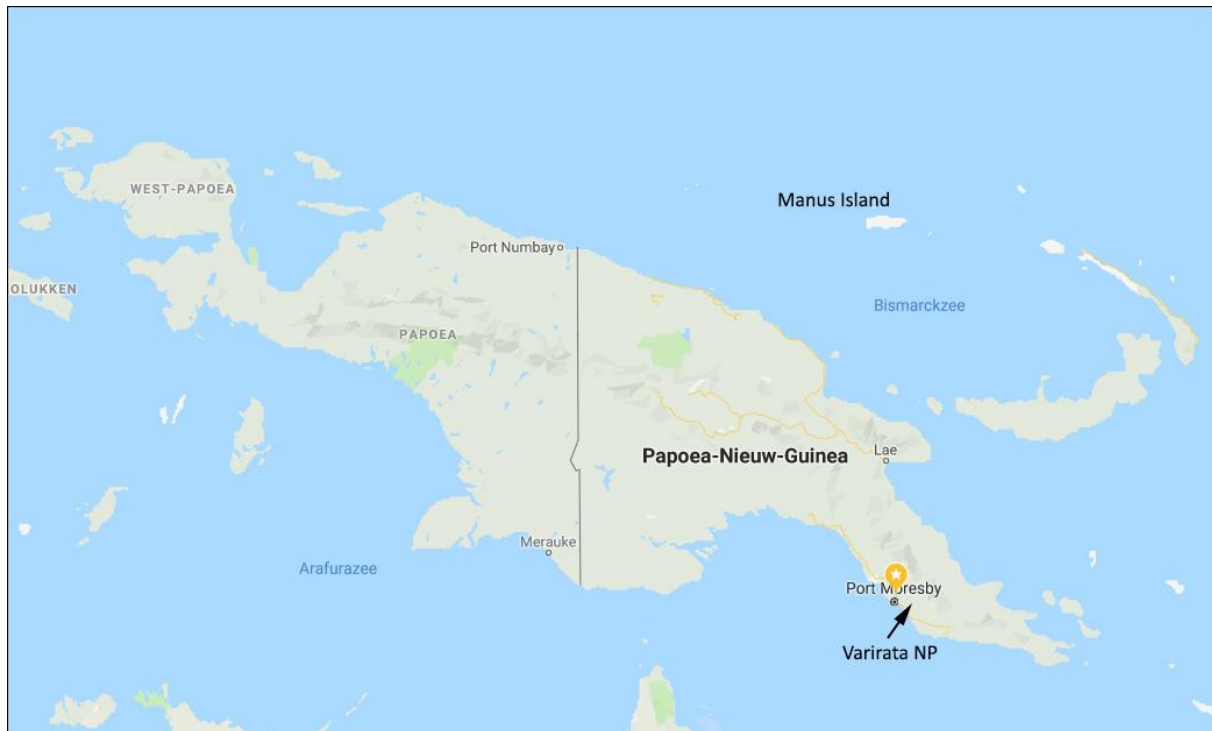 WEST-PAPOEA
Manus Island
Port Numbay
OLUKKEN
Bismarckzee
PAPOEA
Papoea-Nieuw-Guinea
Lae
Merauke
Arafurazee
Port Moresby
Varirata NP